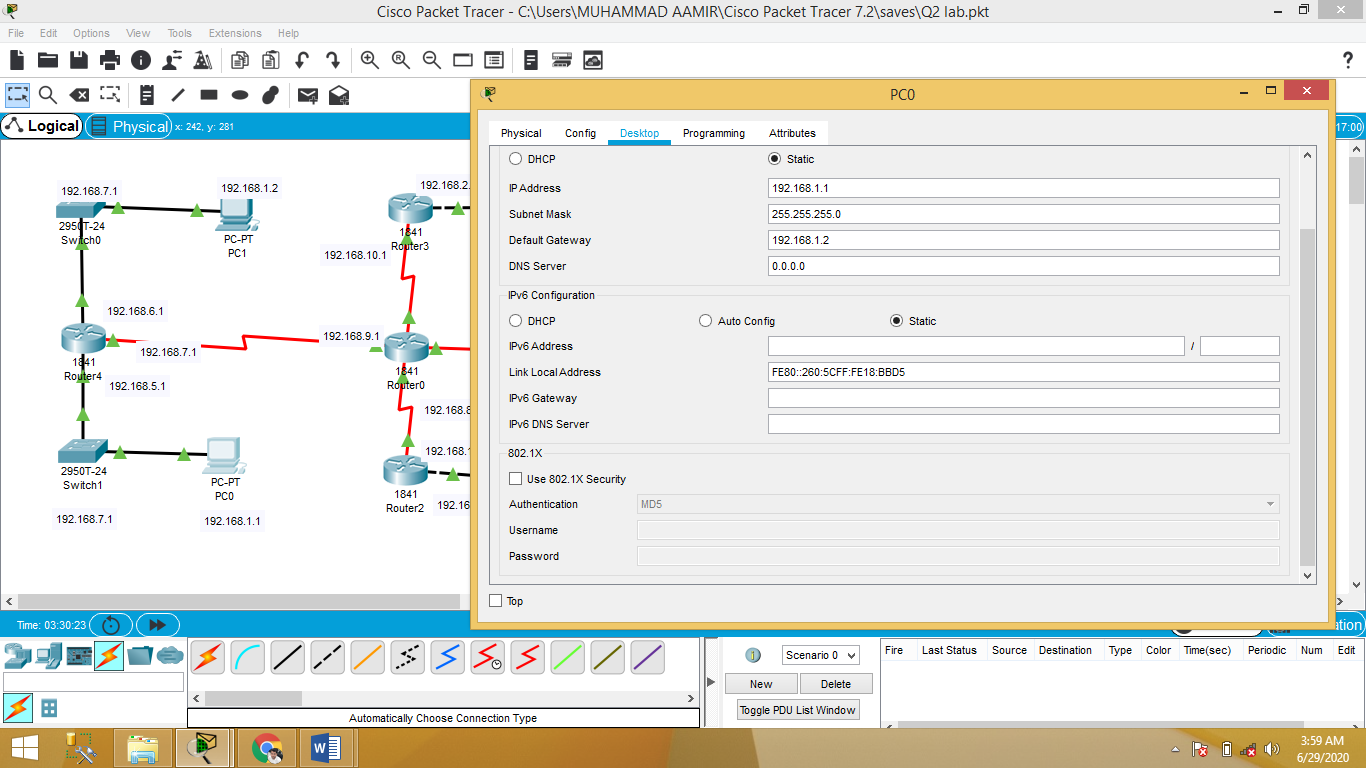 Cisco Packet Tracer - C:\Users\MUHAMMAD AAMIR\Cisco Packet Tracer 7.2\saves\Q2 lab.pkt
File Edit Options View Tools Extensions Help
Logical Physical x: 242, y: 281
17:00
192.168.7.1
2950T-24
Switch0
192.168.1.2
PC-PT
PC1
192.168.2.
1841
Router3
192.168.10.1
192.168.6.1
1841
Router4
192.168.7.1
192.168.5.1
192.168.9.1
1841
Router0
192.168.8
192.168.
2950T-24
Switch1
192.168.7.1
PC-PT
PC0
192.168.1.1
1841
Router2
192.16
PC0
Physical Config Desktop Programming Attributes
DHCP Static
IP Address 192.168.1.1
Subnet Mask 255.255.255.0
Default Gateway 192.168.1.2
DNS Server 0.0.0.0
IPv6 Configuration
DHCP Auto Config Static
IPv6 Address /
Link Local Address FE80::260:5CFF:FE18:BBD5
IPv6 Gateway
IPv6 DNS Server
802.1X
Use 802.1X Security
Authentication MD5
Username
Password
Top
Time: 03:30:23
ation
Scenario 0
New Delete
Toggle PDU List Window
Fire Last Status Source Destination Type Color Time(sec) Periodic Num Edit
Automatically Choose Connection Type
3:59 AM
6/29/2020